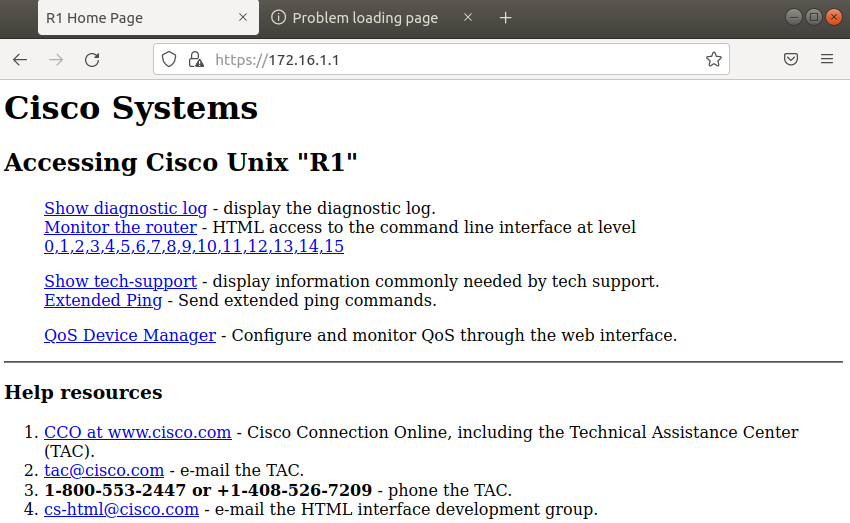 R1 Home Page
Problem loading page
https://172.16.1.1
Cisco Systems
Accessing Cisco Unix "R1"
Show diagnostic log - display the diagnostic log.
Monitor the router - HTML access to the command line interface at level
0,1,2,3,4,5,6,7,8,9,10,11,12,13,14,15
Show tech-support - display information commonly needed by tech support.
Extended Ping - Send extended ping commands.
QoS Device Manager - Configure and monitor QoS through the web interface.
Help resources
1. CCO at www.cisco.com - Cisco Connection Online, including the Technical Assistance Center
(TAC).
2. tac@cisco.com - e-mail the TAC.
3. 1-800-553-2447 or +1-408-526-7209 - phone the TAC.
4. cs-html@cisco.com - e-mail the HTML interface development group.